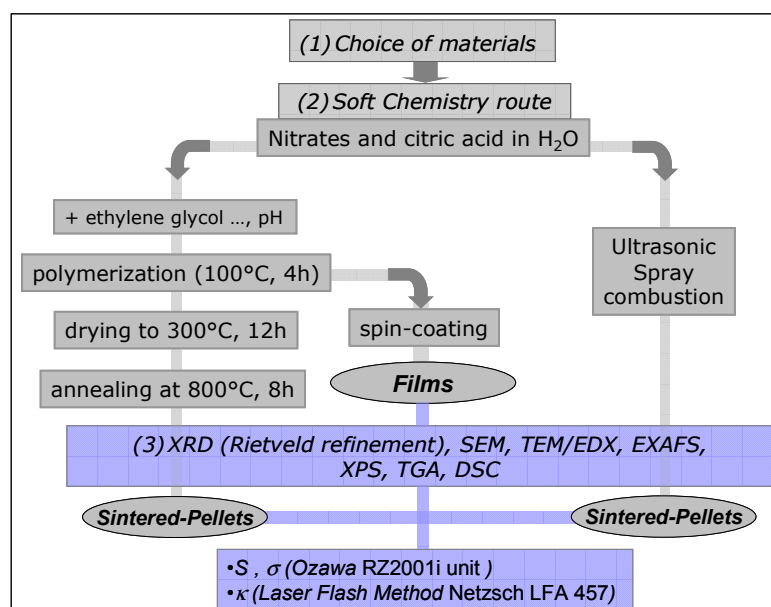 (1) Choice of materials
(2) Soft Chemistry route
Nitrates and citric acid in H₂O
+ ethylene glycol ..., pH
polymerization (100°C, 4h)
drying to 300°C, 12h
annealing at 800°C, 8h
spin-coating
Films
Ultrasonic
Spray
combustion
(3) XRD (Rietveld refinement), SEM, TEM/EDX, EXAFS,
XPS, TGA, DSC
Sintered-Pellets
Sintered-Pellets
•S , σ (Ozawa RZ2001i unit )
•κ (Laser Flash Method Netzsch LFA 457)